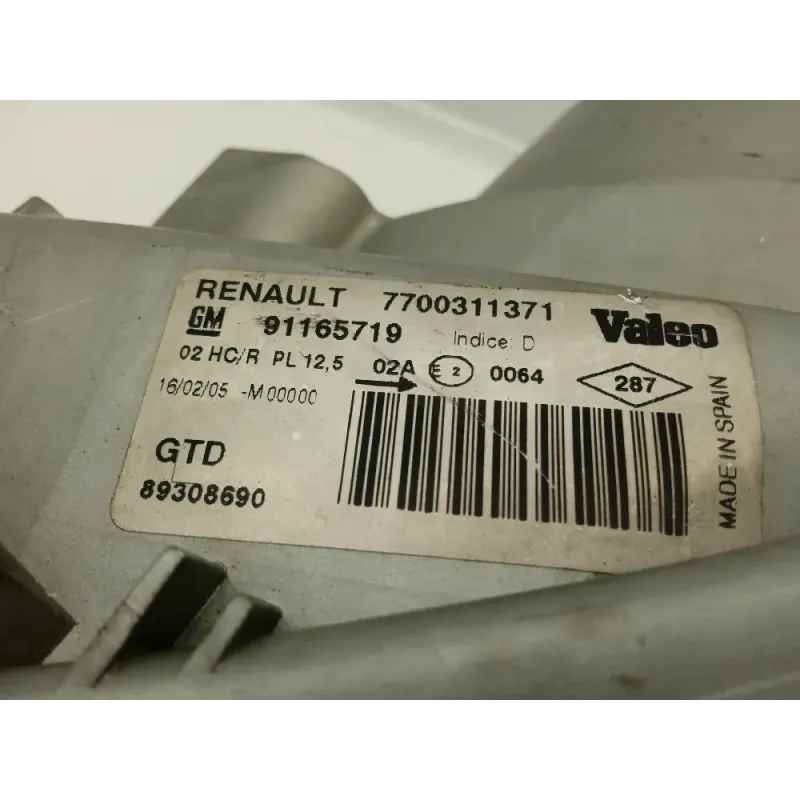 RENAULT 7700311371 Valeo
GM 91165719 Indice: D
02 HC/R PL 12,5 02A E 2 0064 287
16/02/05 -M00000
GTD
89308690
MADE IN SPAIN